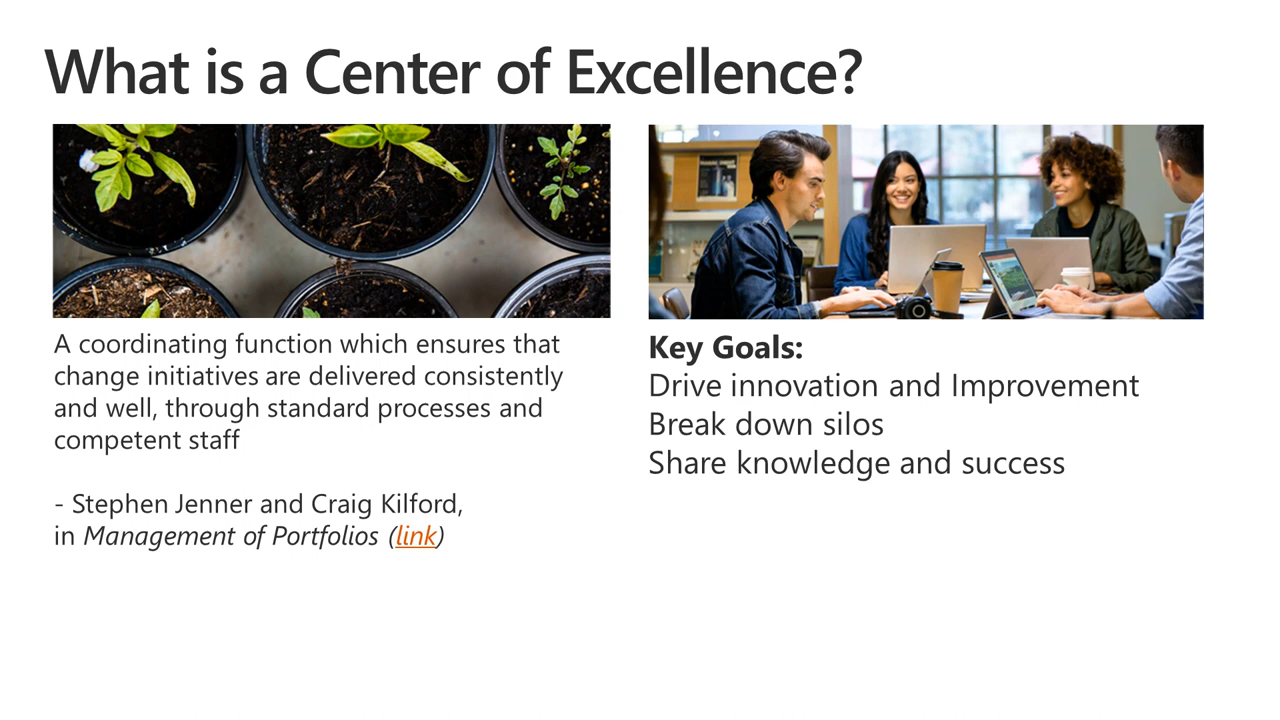 What is a Center of Excellence?
A coordinating function which ensures that
change initiatives are delivered consistently
and well, through standard processes and
competent staff
- Stephen Jenner and Craig Kilford,
in Management of Portfolios (link)
Key Goals:
Drive innovation and Improvement
Break down silos
Share knowledge and success